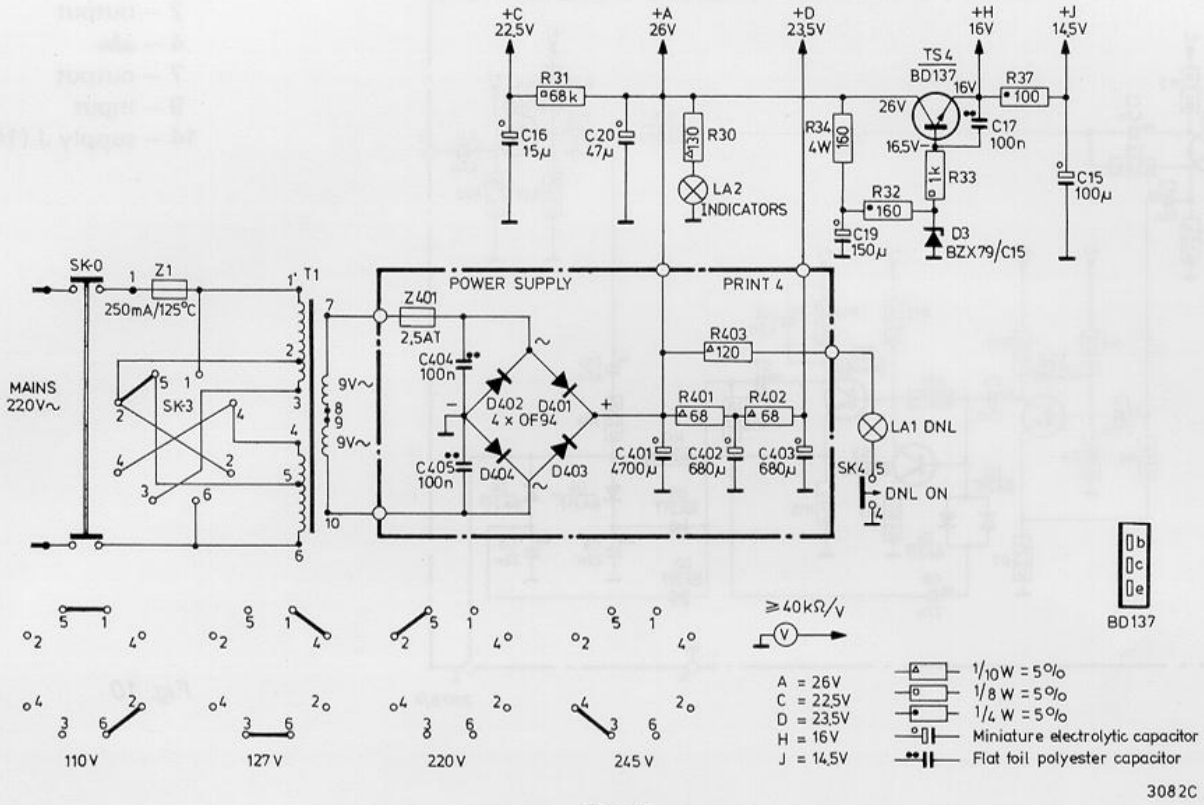 +C
22,5V
+A
26V
+D
23,5V
+H
16V
+J
14,5V
TS4
BD137
26V
16V
16,5V
R31
68k
C16
15µ
C20
47µ
130
R30
LA2
INDICATORS
R34
4W
160
C17
100n
R37
100
1k
R33
C15
100µ
R32
160
C19
150µ
D3
BZX79/C15
SK-0
1
Z1
250mA/125°C
1'
T1
7
MAINS
220V~
2
3
4
5
6
5
1
2
SK-3
4
4
2
3
6
9V~
8
9
9V~
10
POWER SUPPLY
PRINT 4
Z401
2,5AT
C404
100n
~
D402
D401
4 x OF94
−
+
C405
100n
D404
D403
~
R403
120
R401
68
R402
68
C401
4700µ
C402
680µ
C403
680µ
LA1 DNL
SK4
5
DNL ON
4
b
c
e
BD137
5 1
2 4
4 2
3 6
110V
5 1
2 4
4 2
3 6
127V
5 1
2 4
4 2
3 6
220V
5 1
2 4
4 2
3 6
245V
≥40kΩ/V
V
A = 26V
C = 22,5V
D = 23,5V
H = 16V
J = 14,5V
1/10W = 5%
1/8W = 5%
1/4W = 5%
Miniature electrolytic capacitor
Flat foil polyester capacitor
3082C